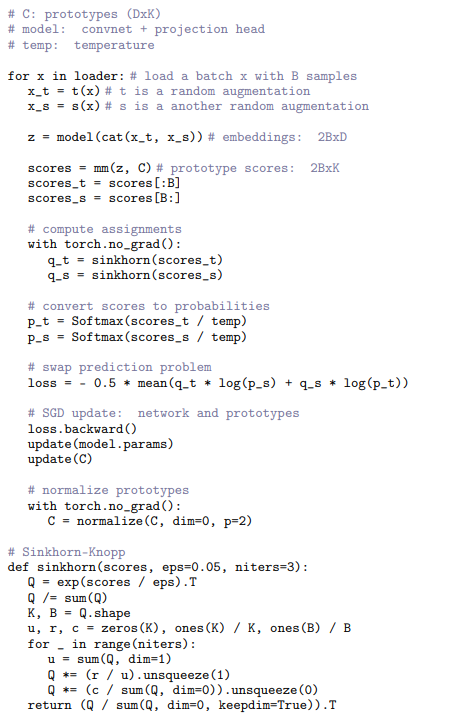 # C: prototypes (DxK)
# model: convnet + projection head
# temp: temperature
for x in loader: # load a batch x with B samples
x_t = t(x) # t is a random augmentation
x_s = s(x) # s is a another random augmentation
z = model(cat(x_t, x_s)) # embeddings: 2BxD
scores = mm(z, C) # prototype scores: 2BxK
scores_t = scores[:B]
scores_s = scores[B:]
# compute assignments
with torch.no_grad():
q_t = sinkhorn(scores_t)
q_s = sinkhorn(scores_s)
# convert scores to probabilities
p_t = Softmax(scores_t / temp)
p_s = Softmax(scores_s / temp)
# swap prediction problem
loss = - 0.5 * mean(q_t * log(p_s) + q_s * log(p_t))
# SGD update: network and prototypes
loss.backward()
update(model.params)
update(C)
# normalize prototypes
with torch.no_grad():
C = normalize(C, dim=0, p=2)
# Sinkhorn-Knopp
def sinkhorn(scores, eps=0.05, niters=3):
Q = exp(scores / eps).T
Q /= sum(Q)
K, B = Q.shape
u, r, c = zeros(K), ones(K) / K, ones(B) / B
for _ in range(niters):
u = sum(Q, dim=1)
Q *= (r / u).unsqueeze(1)
Q *= (c / sum(Q, dim=0)).unsqueeze(0)
return (Q / sum(Q, dim=0, keepdim=True)).T